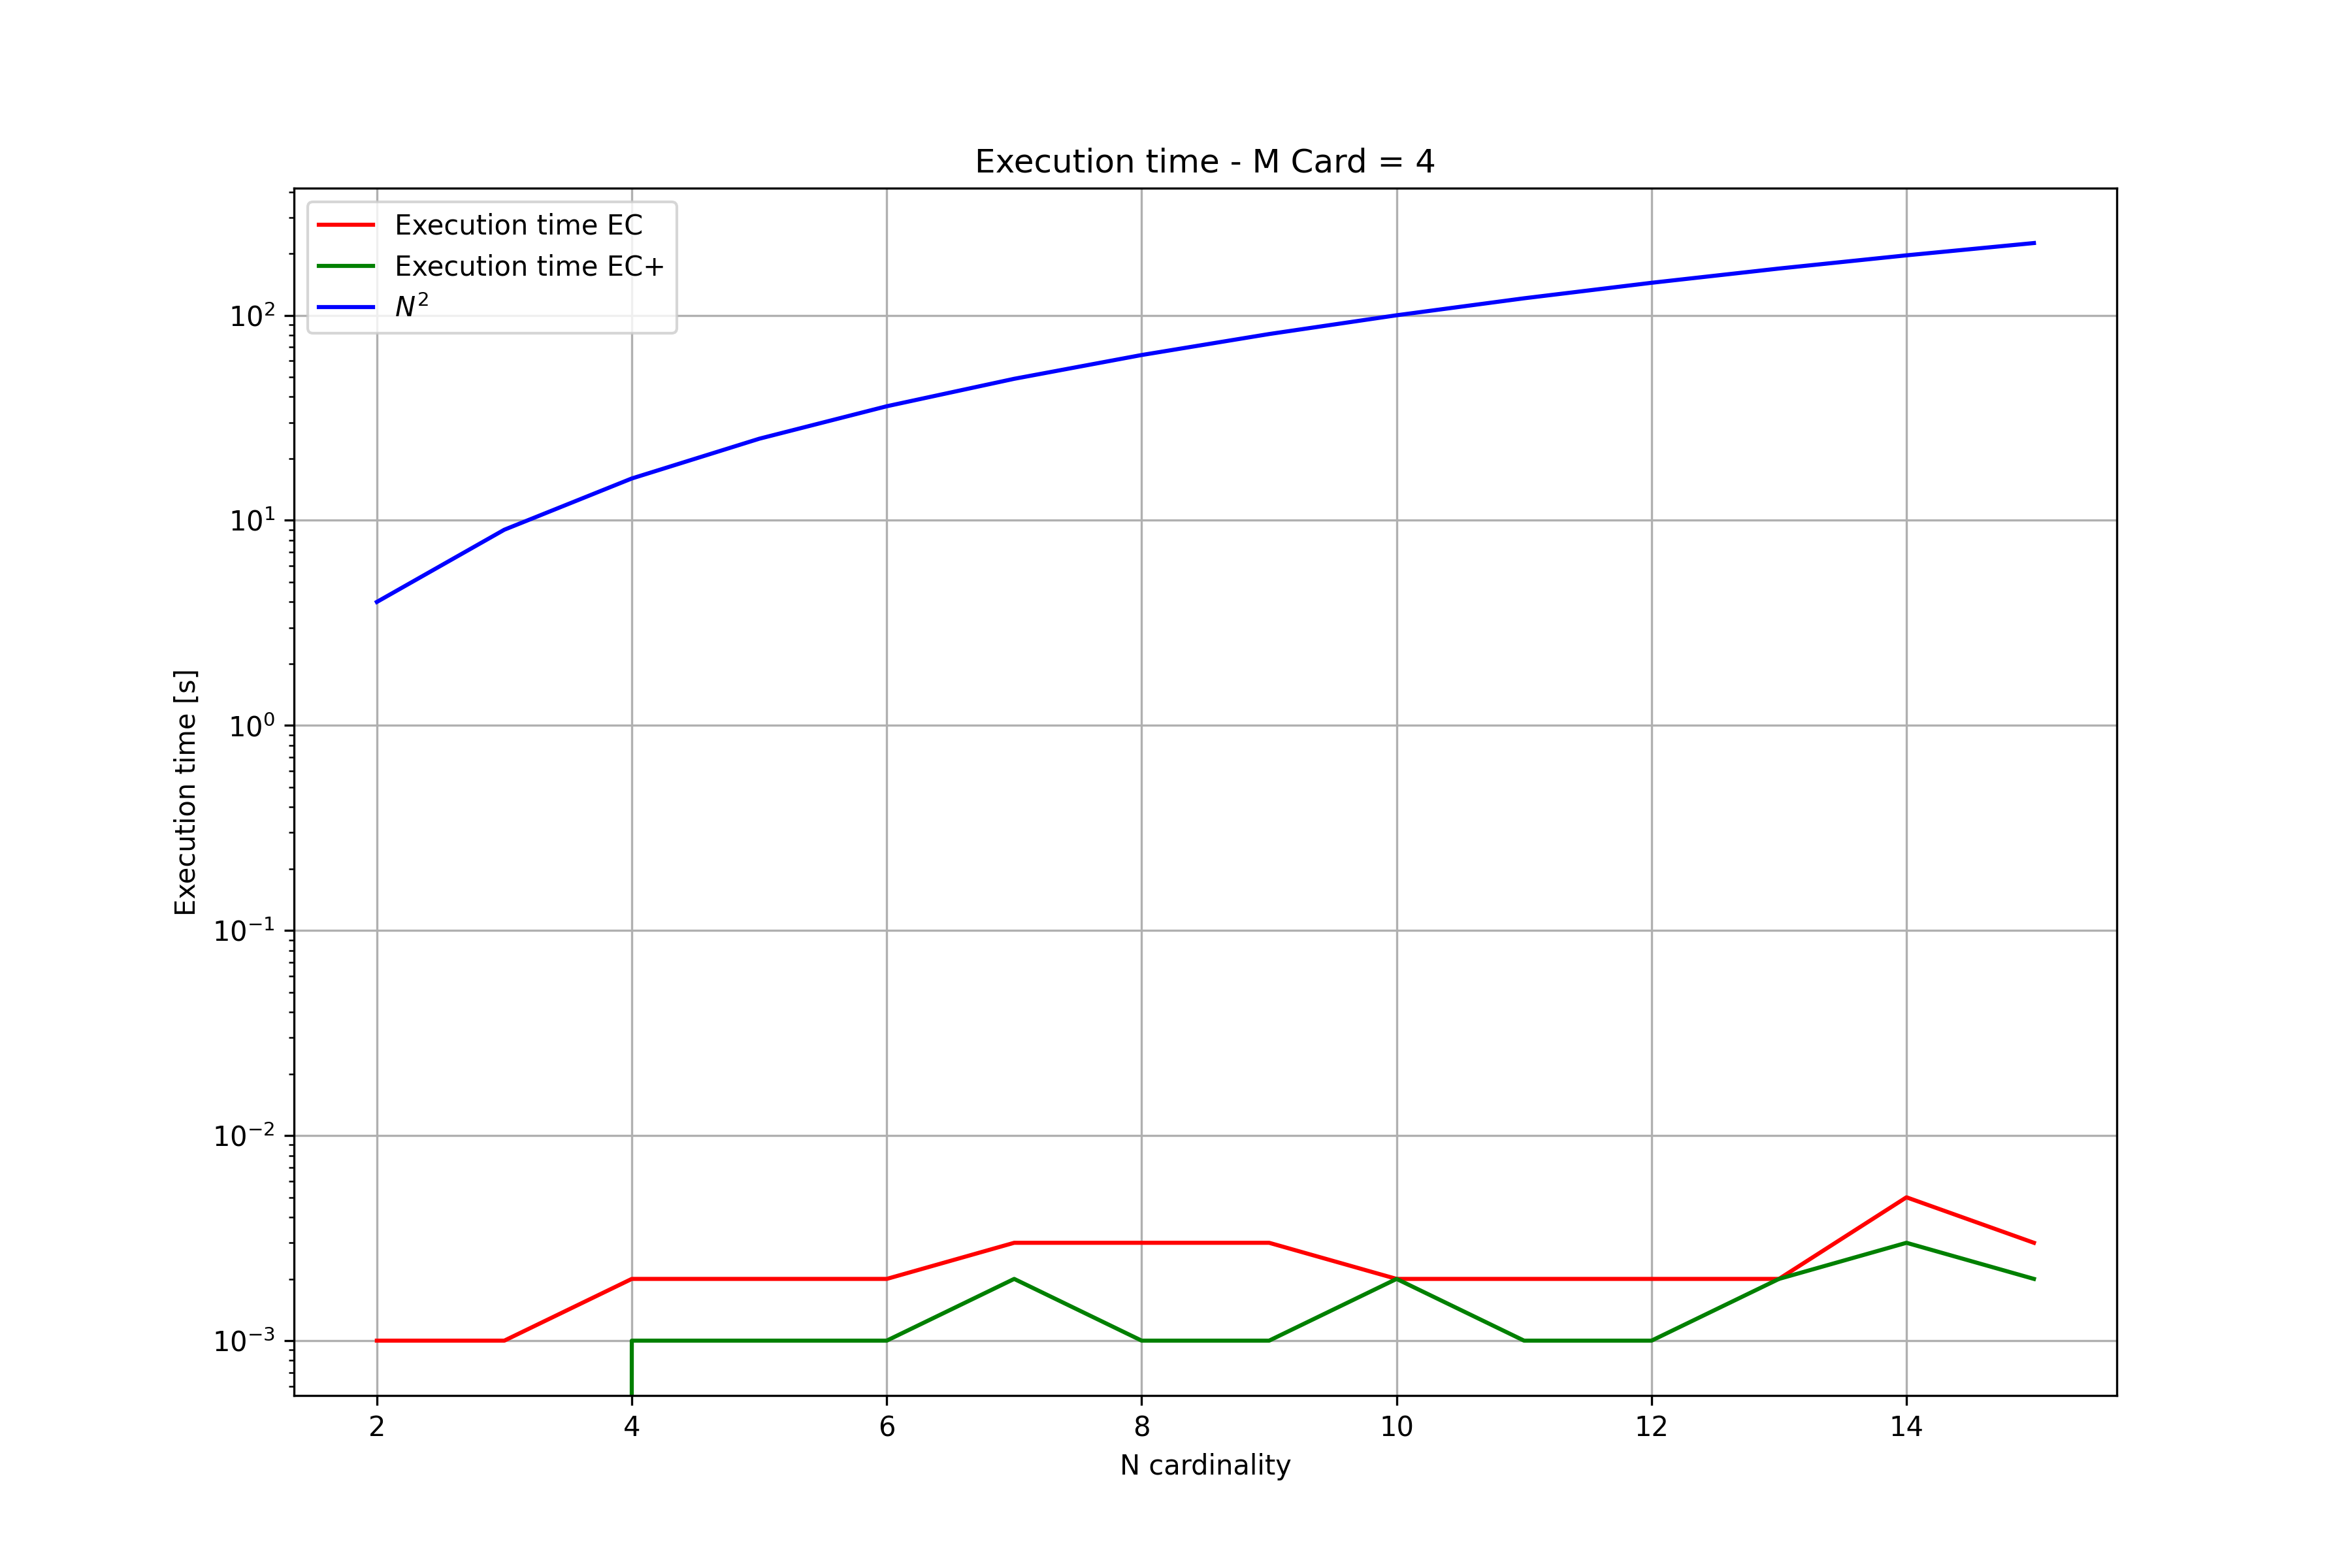 Execution time - M Card = 4
Execution time EC
Execution time EC+
N²
10²
10¹
10⁰
10⁻¹
10⁻²
10⁻³
Execution time [s]
2 4 6 8 10 12 14
N cardinality